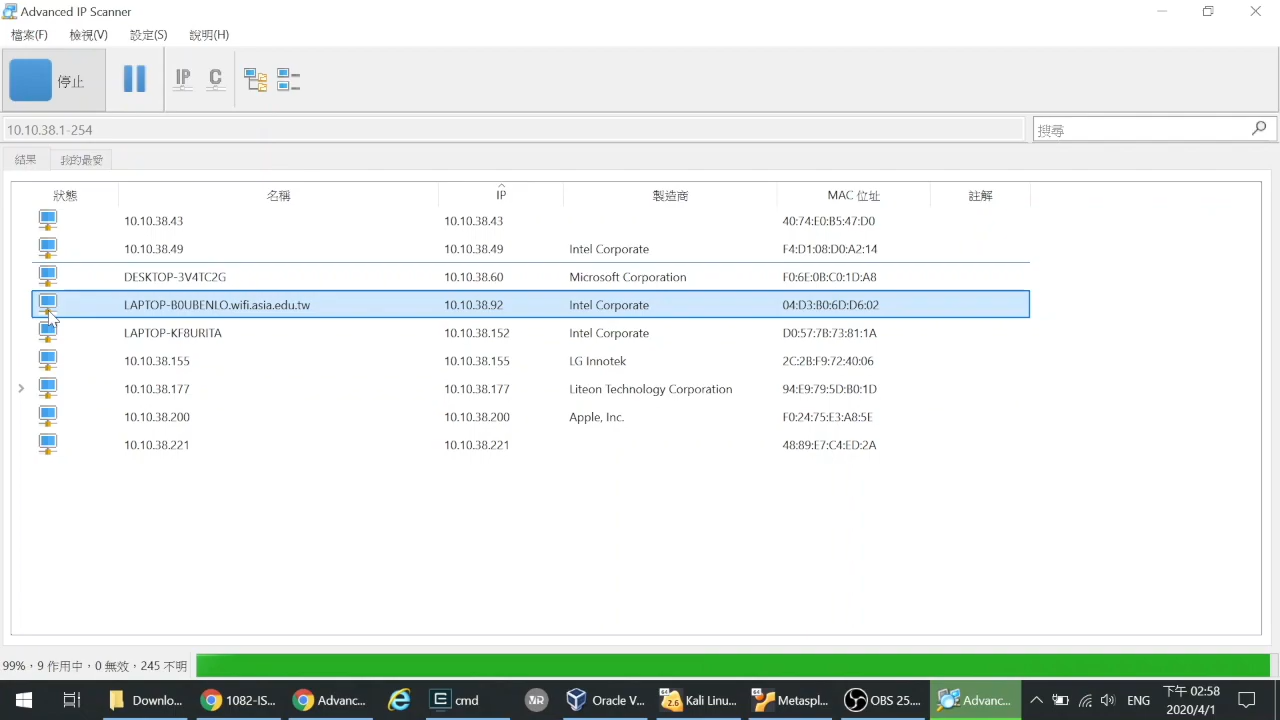 Advanced IP Scanner
檔案(F) 檢視(V) 設定(S) 說明(H)
停止 IP C
10.10.38.1-254 搜尋
結果 我的最愛
狀態 名稱 IP 製造商 MAC 位址 註解
10.10.38.43 10.10.38.43 40:74:E0:B5:47:D0
10.10.38.49 10.10.38.49 Intel Corporate F4:D1:08:D0:A2:14
DESKTOP-3V4TC2G 10.10.38.60 Microsoft Corporation F0:6E:0B:C0:1D:A8
LAPTOP-B0UBENLO.wifi.asia.edu.tw 10.10.38.92 Intel Corporate 04:D3:B0:6D:D6:02
LAPTOP-KF8URITA 10.10.38.152 Intel Corporate D0:57:7B:73:81:1A
10.10.38.155 10.10.38.155 LG Innotek 2C:2B:F9:72:40:06
10.10.38.177 10.10.38.177 Liteon Technology Corporation 94:E9:79:5D:B0:1D
10.10.38.200 10.10.38.200 Apple, Inc. F0:24:75:E3:A8:5E
10.10.38.221 10.10.38.221 48:89:E7:C4:ED:2A
99%，9 作用中，0 無效，245 不明
Downlo... 1082-IS... Advanc... cmd Oracle V... Kali Linu... Metaspl... OBS 25.... Advanc... ENG 下午 02:58
2020/4/1